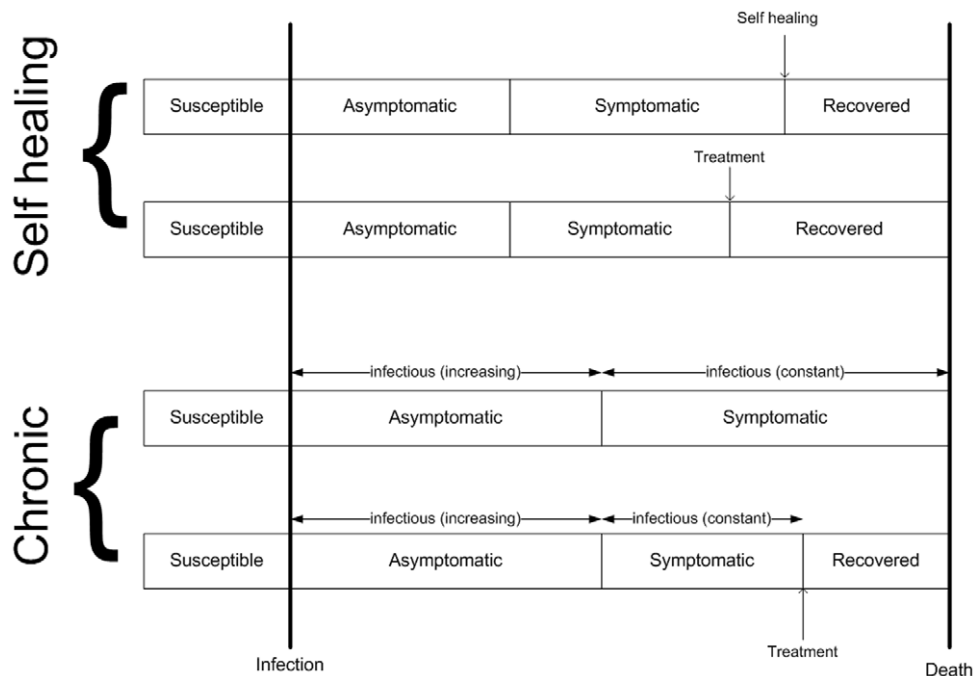 Self healing
Self healing
Susceptible
Asymptomatic
Symptomatic
Recovered
Treatment
Susceptible
Asymptomatic
Symptomatic
Recovered
Chronic
infectious (increasing)
infectious (constant)
Susceptible
Asymptomatic
Symptomatic
infectious (increasing)
infectious (constant)
Susceptible
Asymptomatic
Symptomatic
Recovered
Treatment
Infection
Death